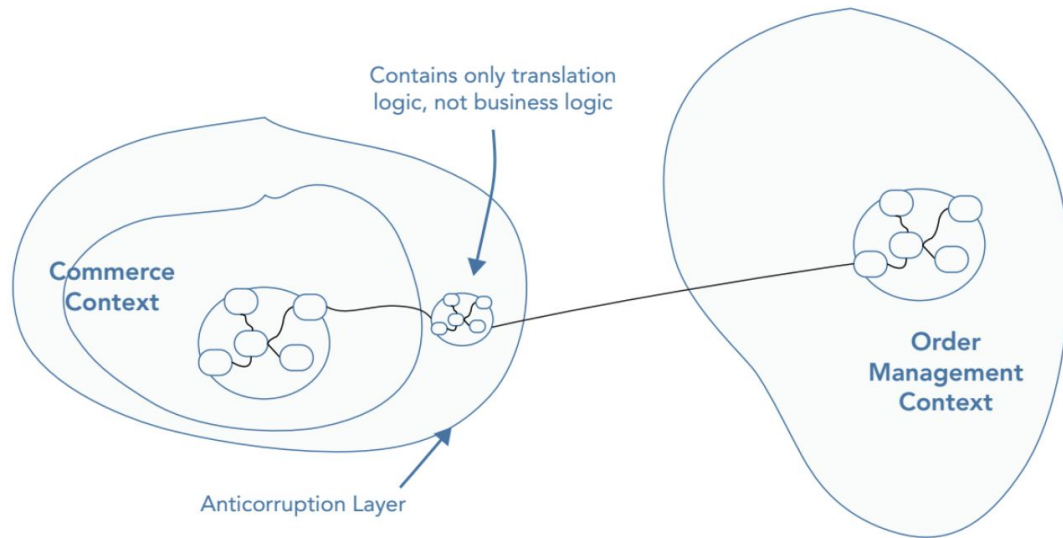 Contains only translation
logic, not business logic
Commerce
Context
Order
Management
Context
Anticorruption Layer